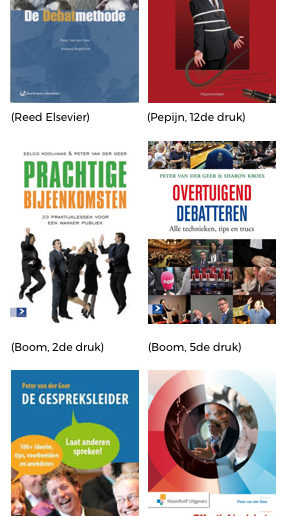 De Debatmethode
Peter van der Geer
(Reed Elsevier)
(Pepijn, 12de druk)
EELCO KOOLHAAS & PETER VAN DER GEER
PRACHTIGE
BIJEENKOMSTEN
33 PRAKTIJKLESSEN VOOR
EEN WAKKER PUBLIEK
PETER VAN DER GEER & SHARON KROES
OVERTUIGEND
DEBATTEREN
Alle technieken, tips en trucs
(Boom, 2de druk)
(Boom, 5de druk)
Peter van der Geer
DE GESPREKSLEIDER
100+ ideeën,
tips, voorbeelden
en anekdotes
Laat anderen
spreken!
Noordhoff Uitgevers
Peter van der Geer